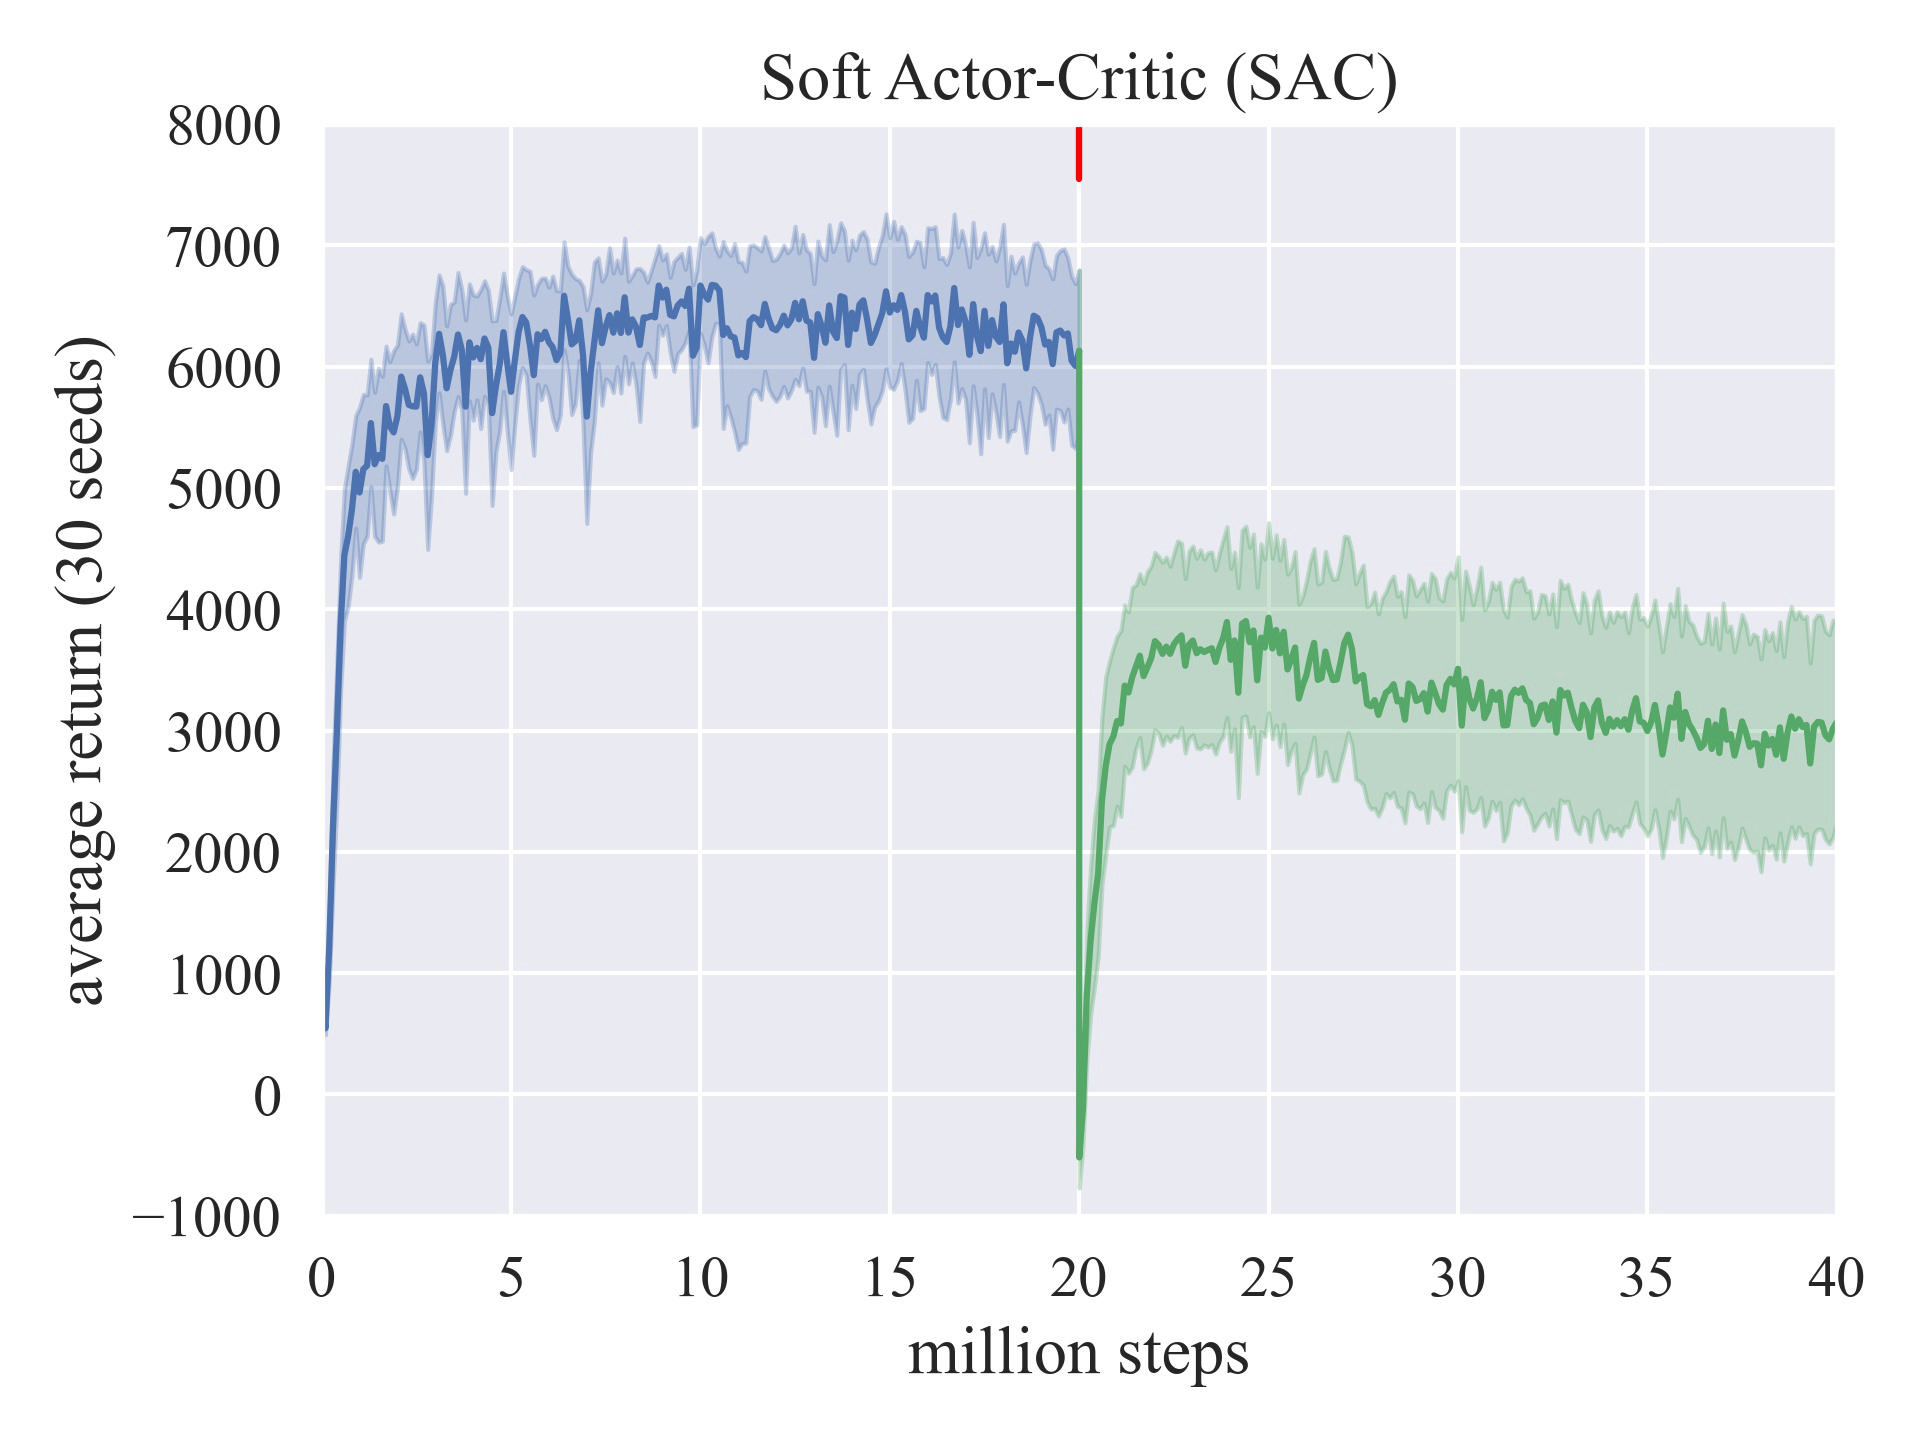 Soft Actor-Critic (SAC)
8000
7000
6000
5000
4000
3000
2000
1000
0
−1000
average return (30 seeds)
0 5 10 15 20 25 30 35 40
million steps